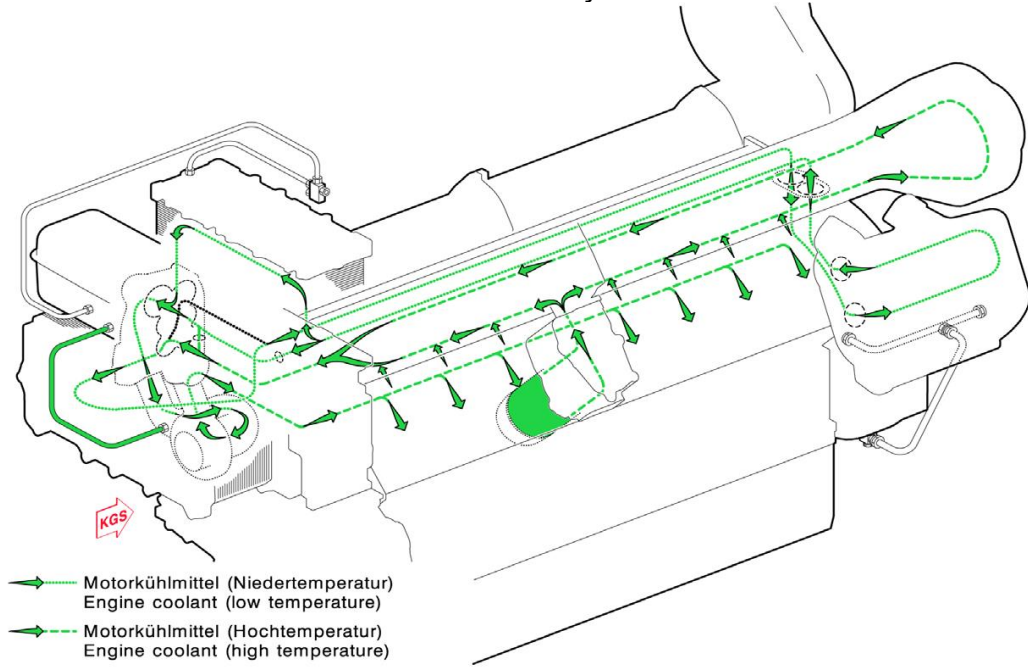 KGS
Motorkühlmittel (Niedertemperatur)
Engine coolant (low temperature)
Motorkühlmittel (Hochtemperatur)
Engine coolant (high temperature)